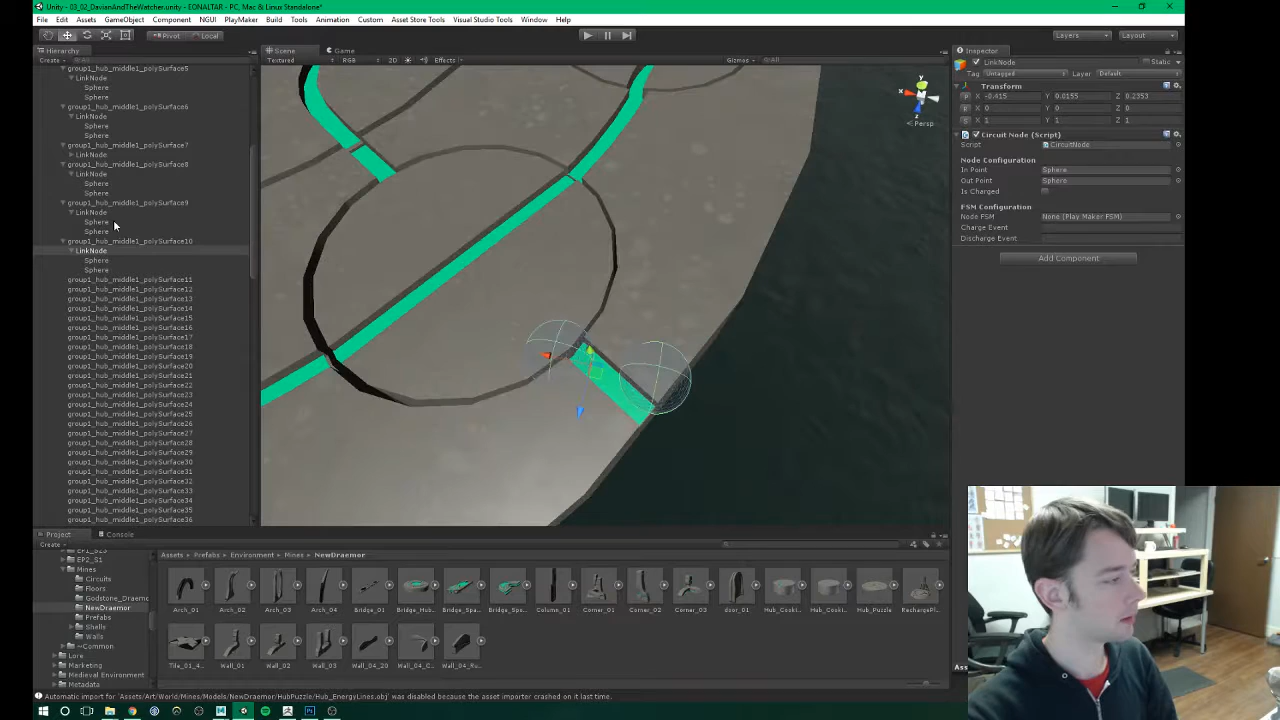 Unity - 03_02_DavianAndTheWatcher.unity - EONALTAR - PC, Mac & Linux Standalone*
File Edit Assets GameObject Component NGUI PlayMaker Build Tools Animation Custom Asset Store Tools Visual Studio Tools Window Help
Pivot Local Layers Layout
Hierarchy Scene Game Inspector
Create Textured RGB 2D Effects Gizmos
LinkNode Static
Tag Untagged Layer Default
Transform
P X -0.415 Y 0.0155 Z 0.2353
R X 0 Y 0 Z 0
S X 1 Y 1 Z 1
Circuit Node (Script)
Script CircuitNode
Node Configuration
In Point Sphere
Out Point Sphere
Is Charged
FSM Configuration
Node FSM None (Play Maker FSM)
Charge Event
Discharge Event
Add Component
y
x
z
Persp
group1_hub_middle1_polySurface5
LinkNode
Sphere
Sphere
group1_hub_middle1_polySurface6
LinkNode
Sphere
Sphere
group1_hub_middle1_polySurface7
LinkNode
group1_hub_middle1_polySurface8
LinkNode
Sphere
Sphere
group1_hub_middle1_polySurface9
LinkNode
Sphere
Sphere
group1_hub_middle1_polySurface10
LinkNode
Sphere
Sphere
group1_hub_middle1_polySurface11
group1_hub_middle1_polySurface12
group1_hub_middle1_polySurface13
group1_hub_middle1_polySurface14
group1_hub_middle1_polySurface15
group1_hub_middle1_polySurface16
group1_hub_middle1_polySurface17
group1_hub_middle1_polySurface18
group1_hub_middle1_polySurface19
group1_hub_middle1_polySurface20
group1_hub_middle1_polySurface21
group1_hub_middle1_polySurface22
group1_hub_middle1_polySurface23
group1_hub_middle1_polySurface24
group1_hub_middle1_polySurface25
group1_hub_middle1_polySurface26
group1_hub_middle1_polySurface27
group1_hub_middle1_polySurface28
group1_hub_middle1_polySurface29
group1_hub_middle1_polySurface30
group1_hub_middle1_polySurface31
group1_hub_middle1_polySurface32
group1_hub_middle1_polySurface33
group1_hub_middle1_polySurface34
group1_hub_middle1_polySurface35
group1_hub_middle1_polySurface36
Project Console
Create
EP2_S1
Mines
Circuits
Floors
Godstone_Draemo
NewDraemor
Prefabs
Shells
Walls
~Common
Lore
Marketing
Medieval Environment
Metadata
Assets ▸ Prefabs ▸ Environment ▸ Mines ▸ NewDraemor
Arch_01 Arch_02 Arch_03 Arch_04 Bridge_01 Bridge_Hub... Bridge_Spa... Bridge_Spa... Column_01 Corner_01 Corner_02 Corner_03 door_01 Hub_Cooki... Hub_Cooki... Hub_Puzzle RechargePl...
Tile_01_4... Wall_01 Wall_02 Wall_03 Wall_04_20 Wall_04_C... Wall_04_Ru...
Automatic import for 'Assets/Art/World/Mines/Models/NewDraemor/HubPuzzle/Hub_EnergyLines.obj' was disabled because the asset importer crashed on it last time.